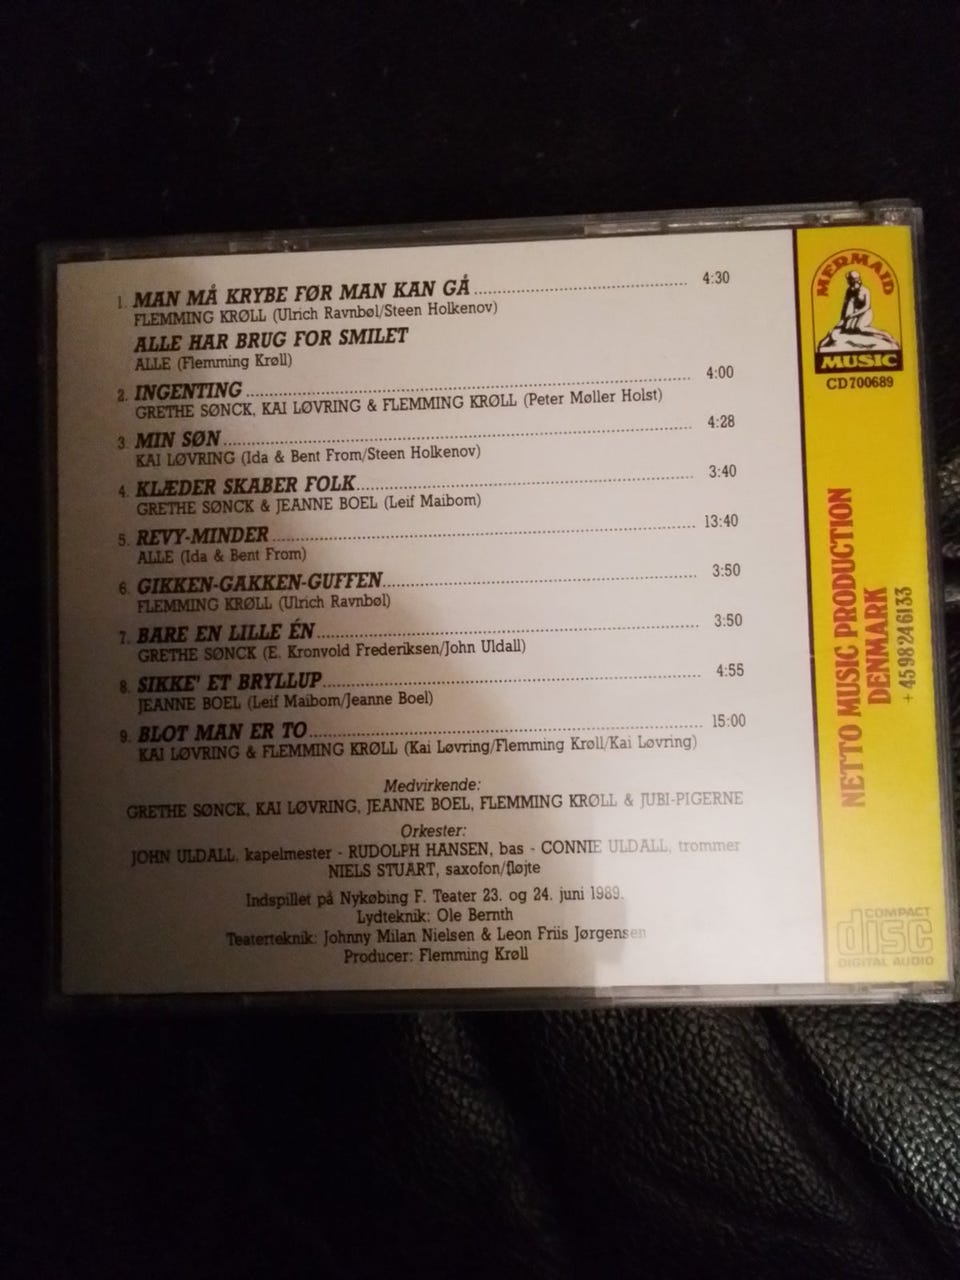 1. MAN MÅ KRYBE FØR MAN KAN GÅ ........ 4:30
FLEMMING KRØLL (Ulrich Ravnbøl/Steen Holkenov)
ALLE HAR BRUG FOR SMILET
ALLE (Flemming Krøll)
2. INGENTING ........ 4:00
GRETHE SØNCK, KAI LØVRING & FLEMMING KRØLL (Peter Møller Holst)
3. MIN SØN ........ 4:28
KAI LØVRING (Ida & Bent From/Steen Holkenov)
4. KLÆDER SKABER FOLK ........ 3:40
GRETHE SØNCK & JEANNE BOEL (Leif Maibom)
5. REVY-MINDER ........ 13:40
ALLE (Ida & Bent From)
6. GIKKEN-GAKKEN-GUFFEN ........ 3:50
FLEMMING KRØLL (Ulrich Ravnbøl)
7. BARE EN LILLE ÉN ........ 3:50
GRETHE SØNCK (E. Kronvold Frederiksen/John Uldall)
8. SIKKE' ET BRYLLUP ........ 4:55
JEANNE BOEL (Leif Maibom/Jeanne Boel)
9. BLOT MAN ER TO ........ 15:00
KAI LØVRING & FLEMMING KRØLL (Kai Løvring/Flemming Krøll/Kai Løvring)
Medvirkende:
GRETHE SØNCK, KAI LØVRING, JEANNE BOEL, FLEMMING KRØLL & JUBI-PIGERNE
Orkester:
JOHN ULDALL, kapelmester - RUDOLPH HANSEN, bas - CONNIE ULDALL, trommer
NIELS STUART, saxofon/fløjte
Indspillet på Nykøbing F. Teater 23. og 24. juni 1989.
Lydteknik: Ole Bernth
Teaterteknik: Johnny Milan Nielsen & Leon Friis Jørgensen
Producer: Flemming Krøll
MERMAID
MUSIC
CD 700689
NETTO MUSIC PRODUCTION
DENMARK
+ 45 98 24 61 33
COMPACT
disc
DIGITAL AUDIO